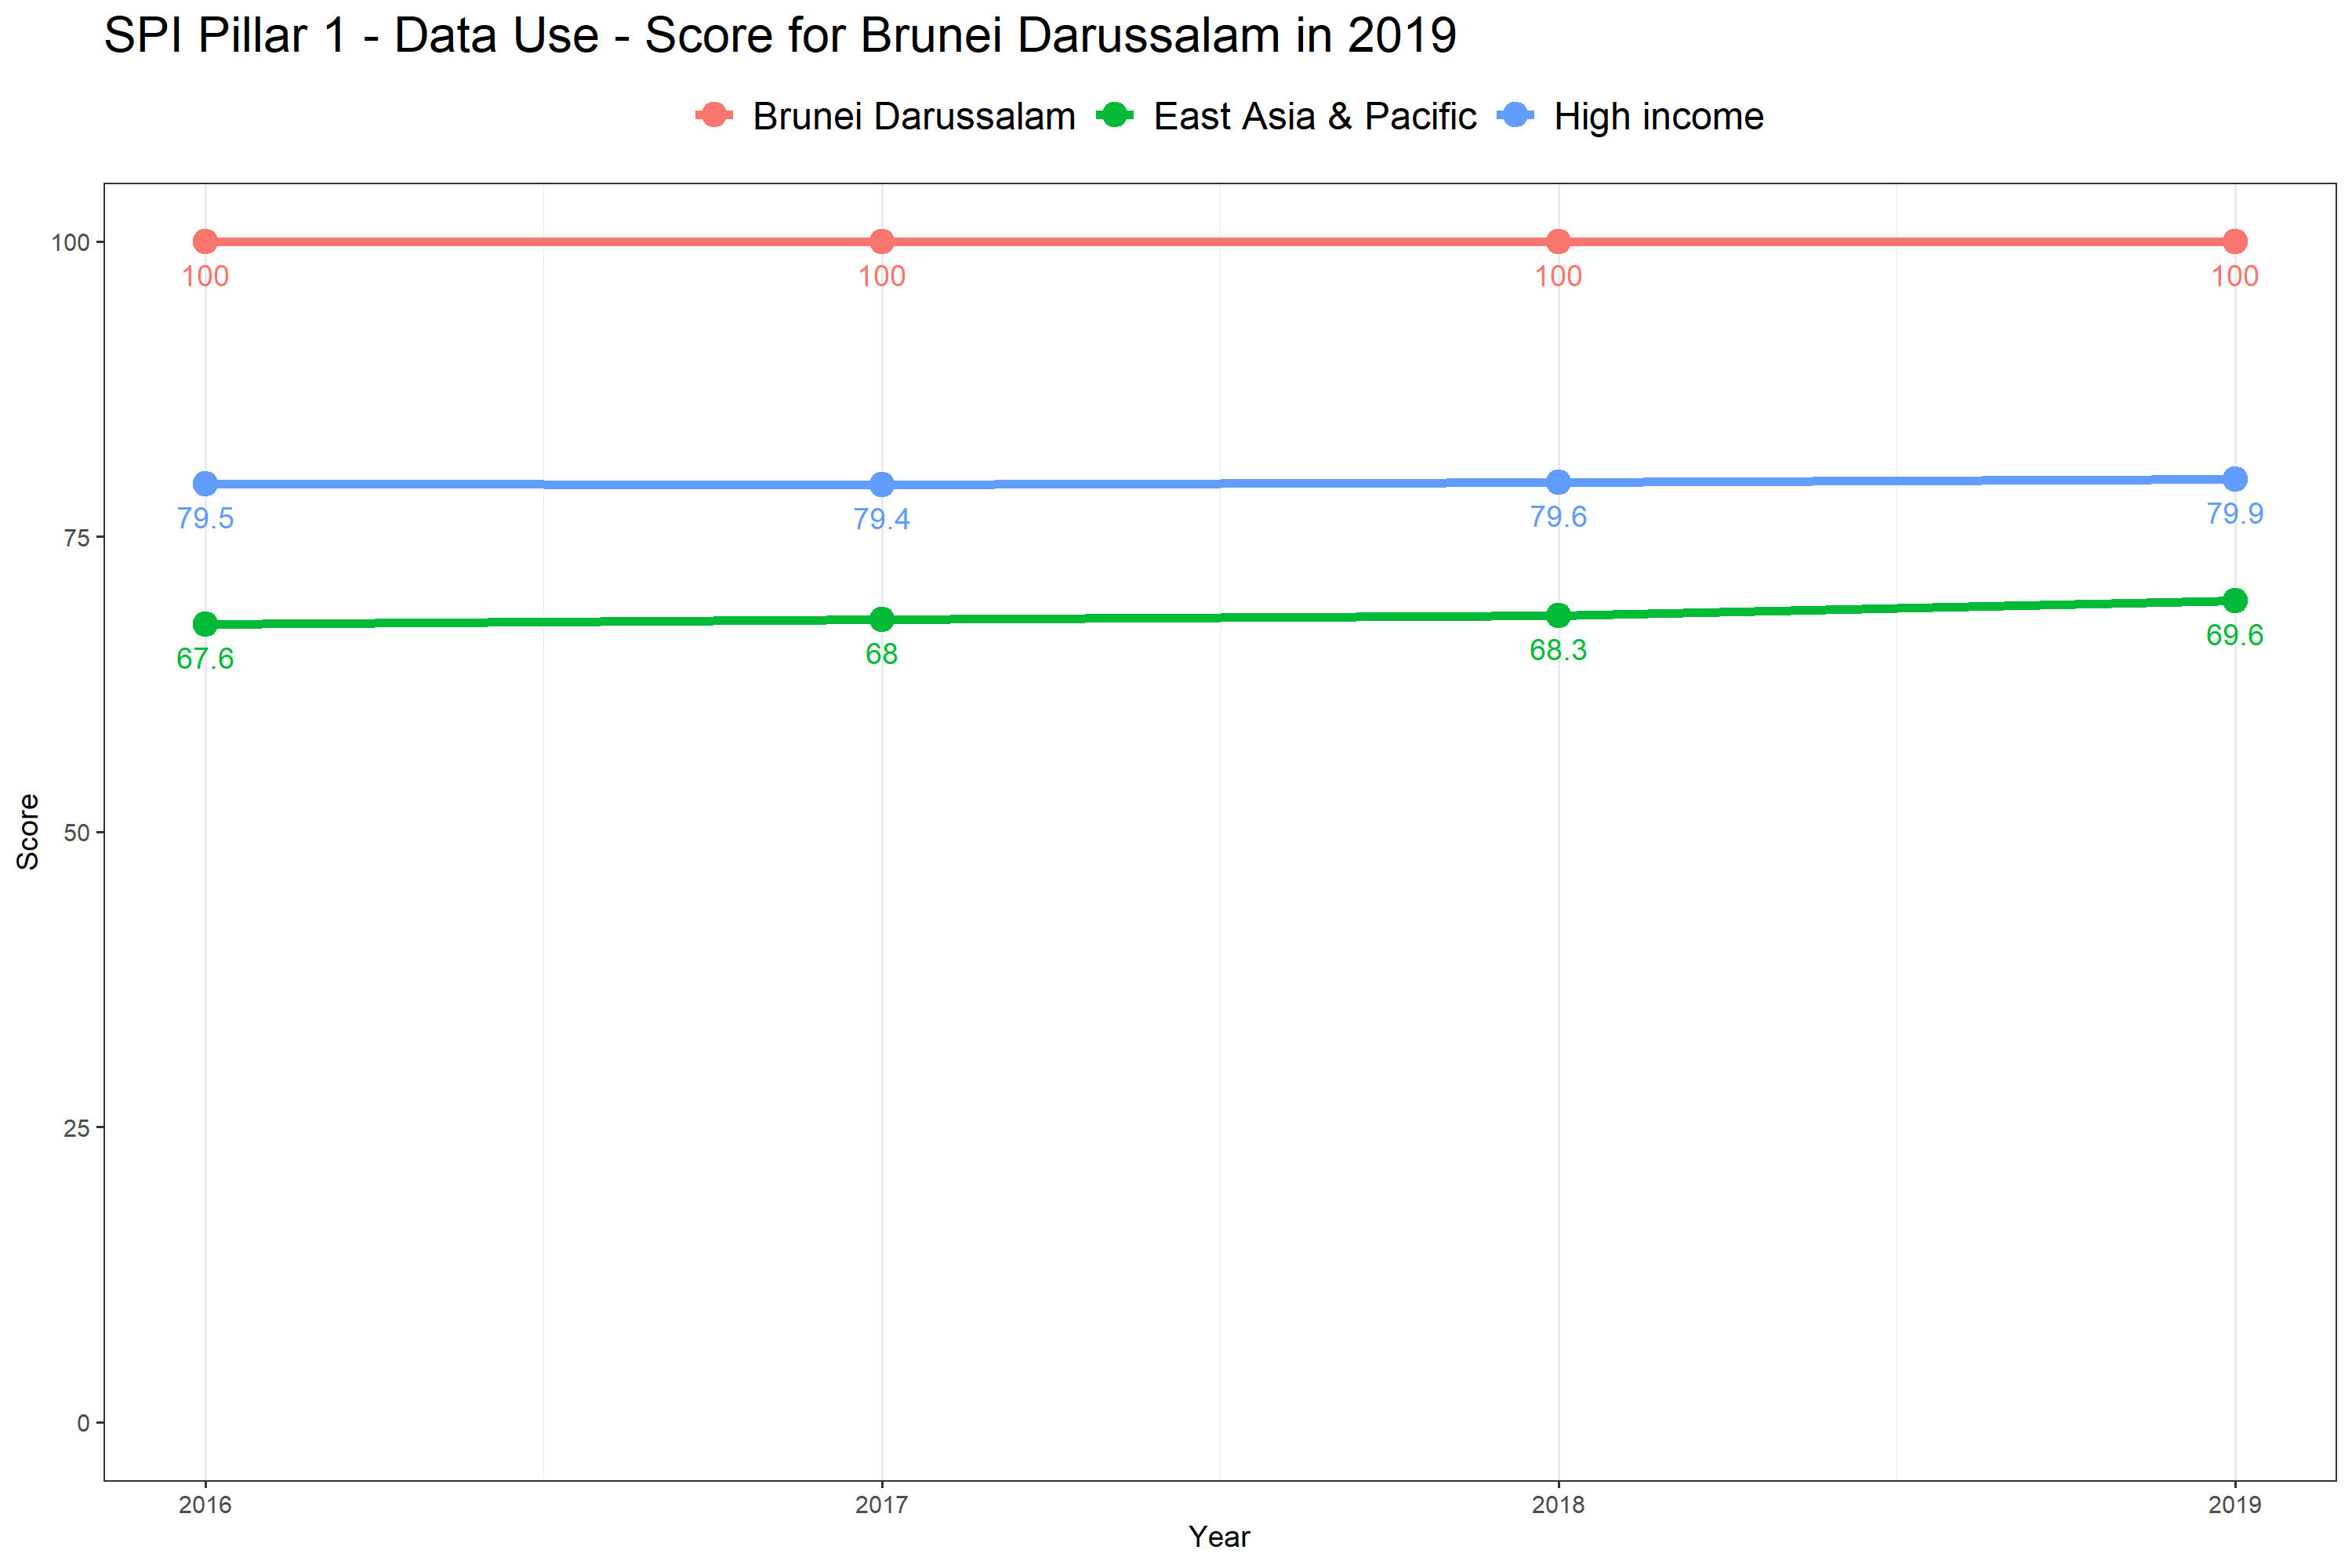 SPI Pillar 1 - Data Use - Score for Brunei Darussalam in 2019
Brunei Darussalam East Asia & Pacific High income
100
100 100 100 100
79.5 79.4 79.6 79.9
75
67.6 68 68.3 69.6
Score
50
25
0
2016 2017 2018 2019
Year